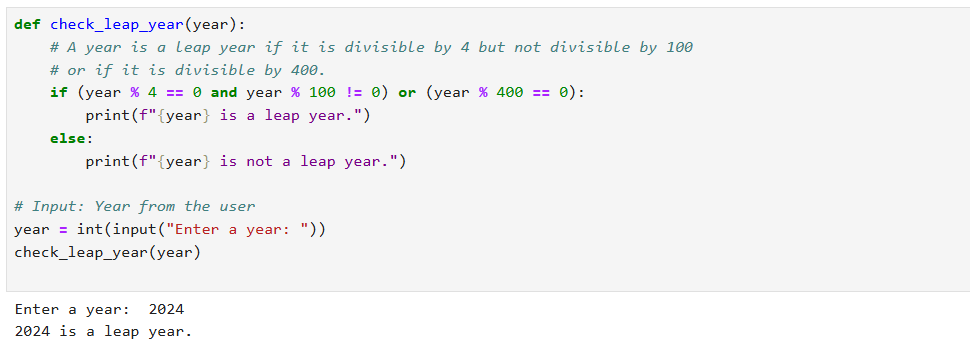 def check_leap_year(year):
    # A year is a leap year if it is divisible by 4 but not divisible by 100
    # or if it is divisible by 400.
    if (year % 4 == 0 and year % 100 != 0) or (year % 400 == 0):
        print(f"{year} is a leap year.")
    else:
        print(f"{year} is not a leap year.")

# Input: Year from the user
year = int(input("Enter a year: "))
check_leap_year(year)

Enter a year:  2024
2024 is a leap year.